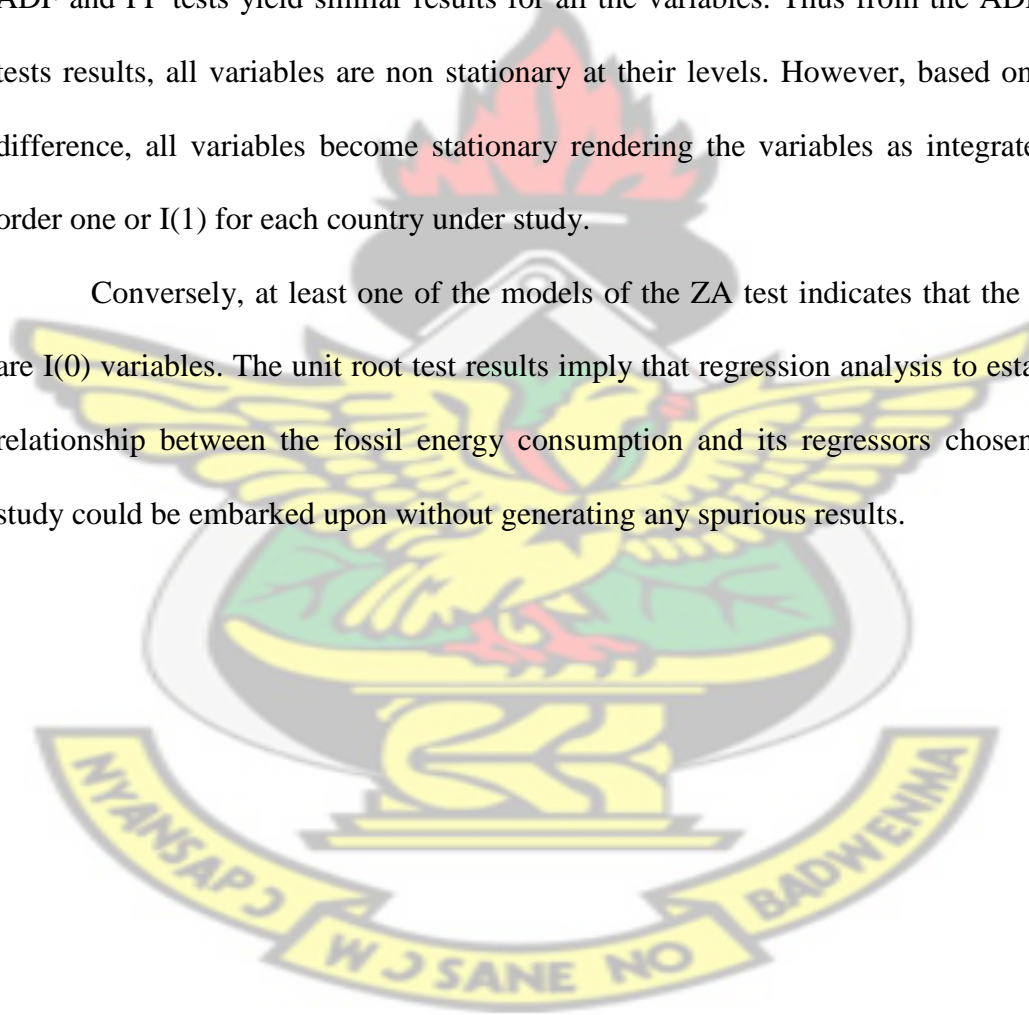 ADF and PP tests yield similar results for all the variables. Thus from the ADF
tests results, all variables are non stationary at their levels. However, based on
difference, all variables become stationary rendering the variables as integrate
order one or I(1) for each country under study.
Conversely, at least one of the models of the ZA test indicates that the
are I(0) variables. The unit root test results imply that regression analysis to esta
relationship between the fossil energy consumption and its regressors chosen
study could be embarked upon without generating any spurious results.
NYANSAPƆ
WƆ SANE NO
BADWENMA